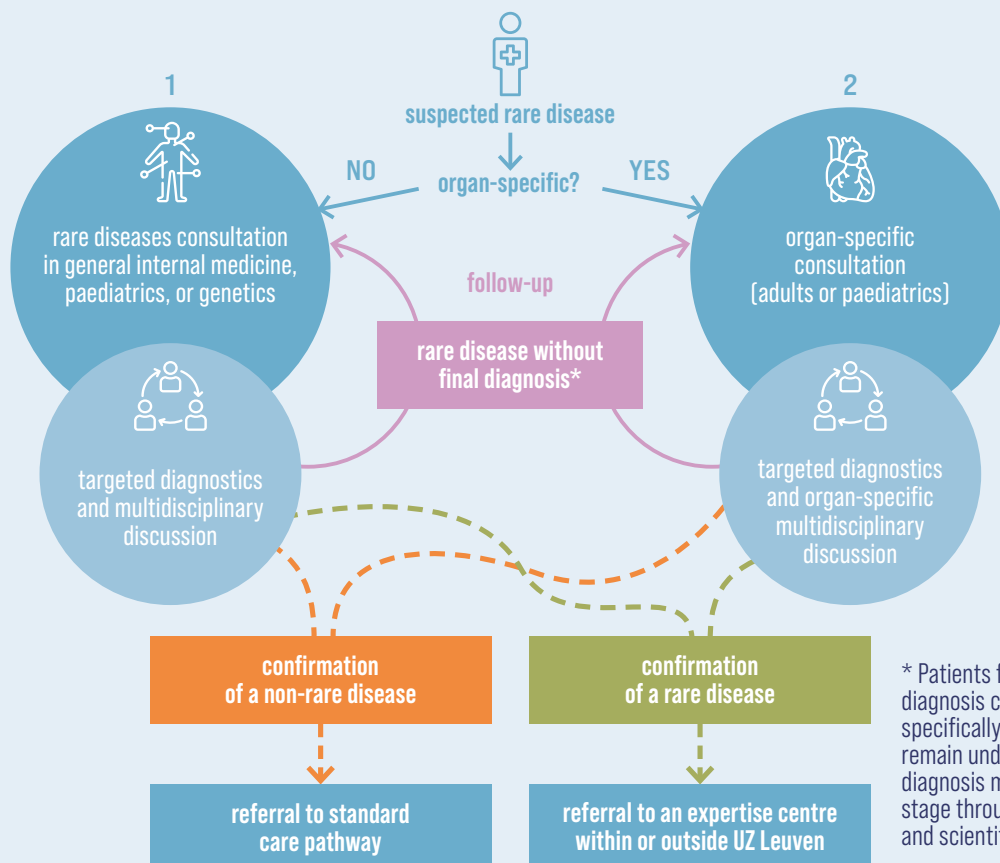 suspected rare disease
organ-specific?
NO
YES
1
rare diseases consultation
in general internal medicine,
paediatrics, or genetics
2
organ-specific
consultation
(adults or paediatrics)
follow-up
rare disease without
final diagnosis*
targeted diagnostics
and multidisciplinary
discussion
targeted diagnostics
and organ-specific
multidisciplinary
discussion
confirmation
of a non-rare disease
confirmation
of a rare disease
referral to standard
care pathway
referral to an expertise centre
within or outside UZ Leuven
* Patients
diagnosis
specifically
remain
diagnosis
stage
and